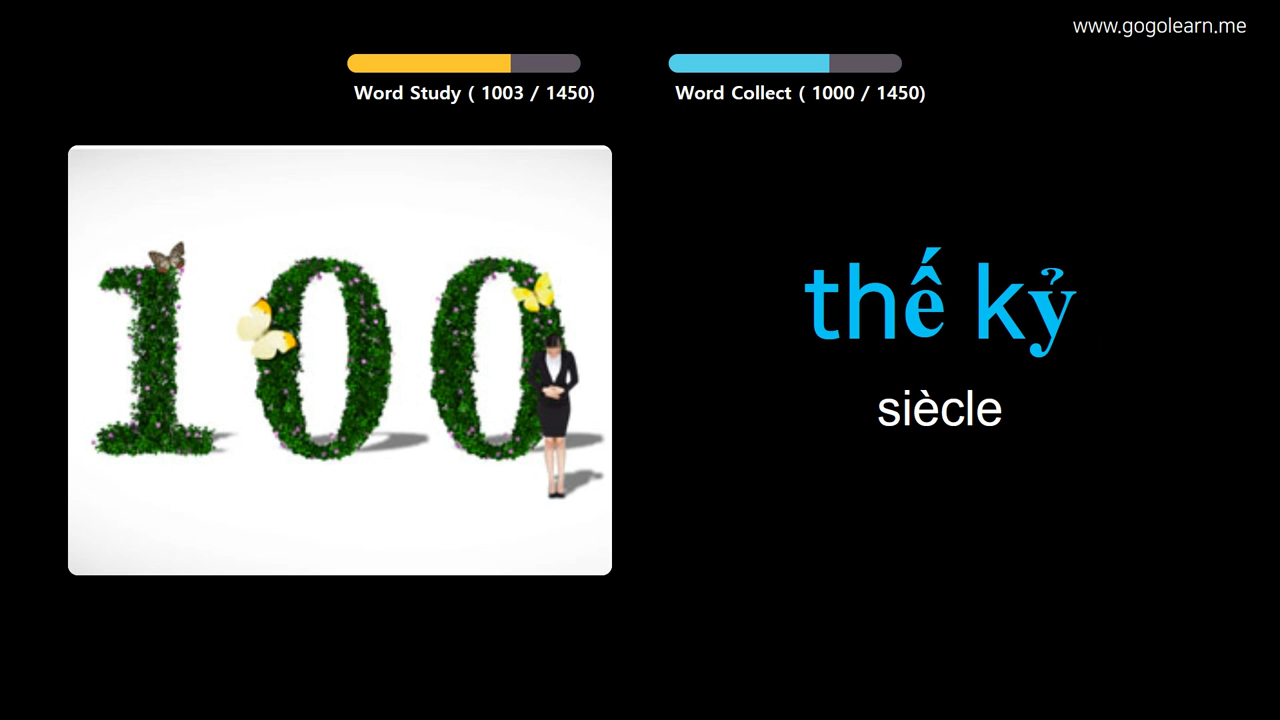 www.gogolearn.me
Word Study ( 1003 / 1450)
Word Collect ( 1000 / 1450)
100
thế kỷ
siècle